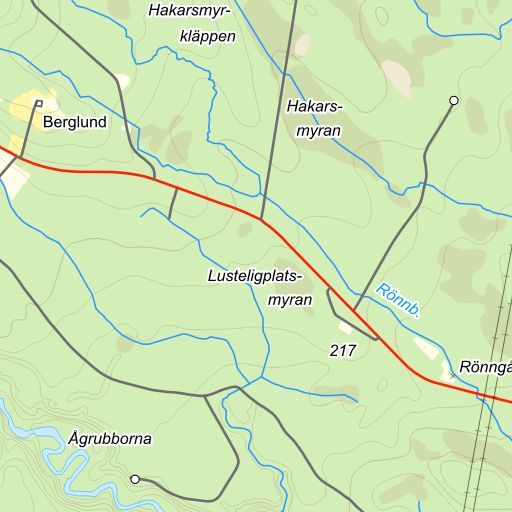 Hakarsmyr-
kläppen
Hakars-
myran
Berglund
Lusteligplats-
myran
Rönnb.
217
Rönngå
Ågrubborna